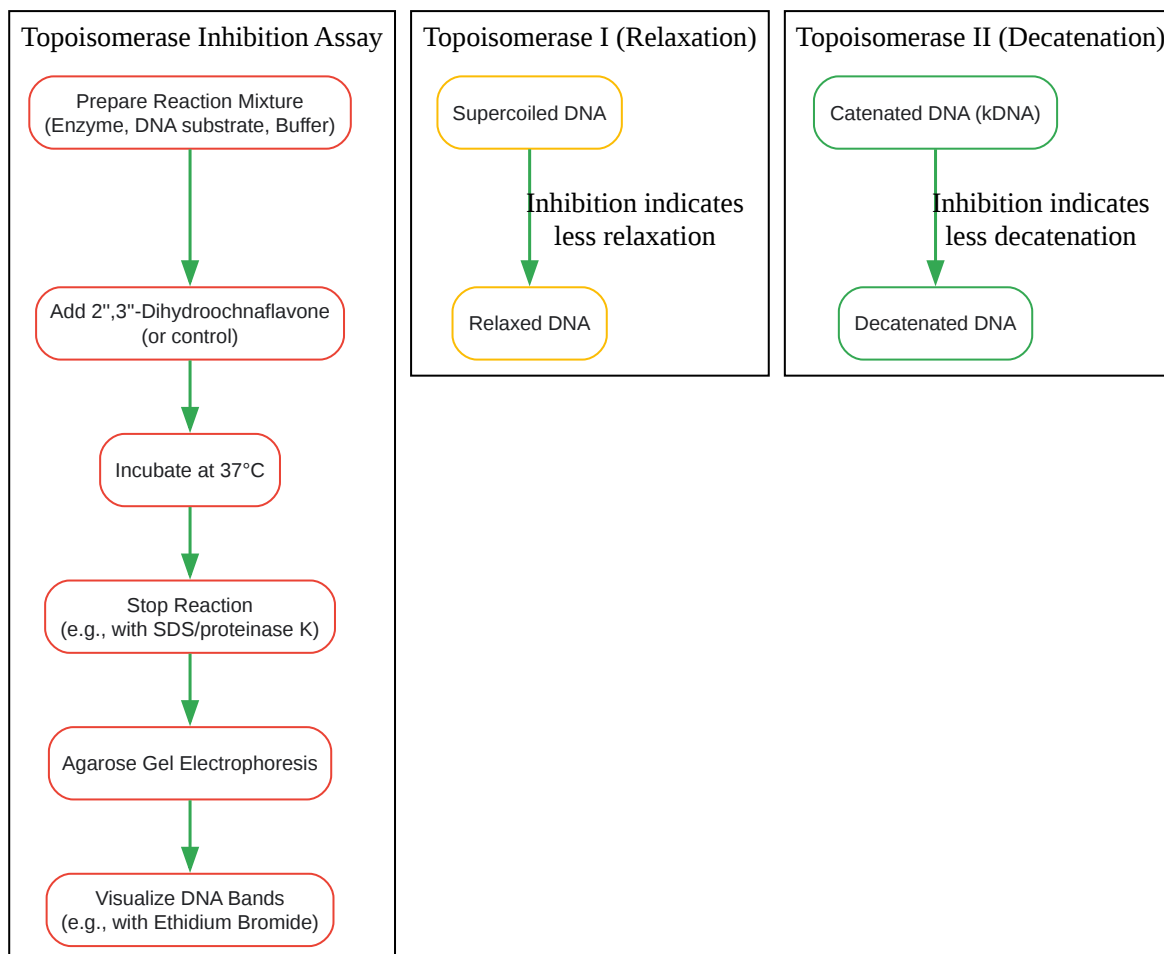 Topoisomerase Inhibition Assay
Prepare Reaction Mixture
(Enzyme, DNA substrate, Buffer)
Add 2",3"-Dihydroochnaflavone
(or control)
Incubate at 37°C
Stop Reaction
(e.g., with SDS/proteinase K)
Agarose Gel Electrophoresis
Visualize DNA Bands
(e.g., with Ethidium Bromide)
Topoisomerase I (Relaxation)
Supercoiled DNA
Inhibition indicates
less relaxation
Relaxed DNA
Topoisomerase II (Decatenation)
Catenated DNA (kDNA)
Inhibition indicates
less decatenation
Decatenated DNA